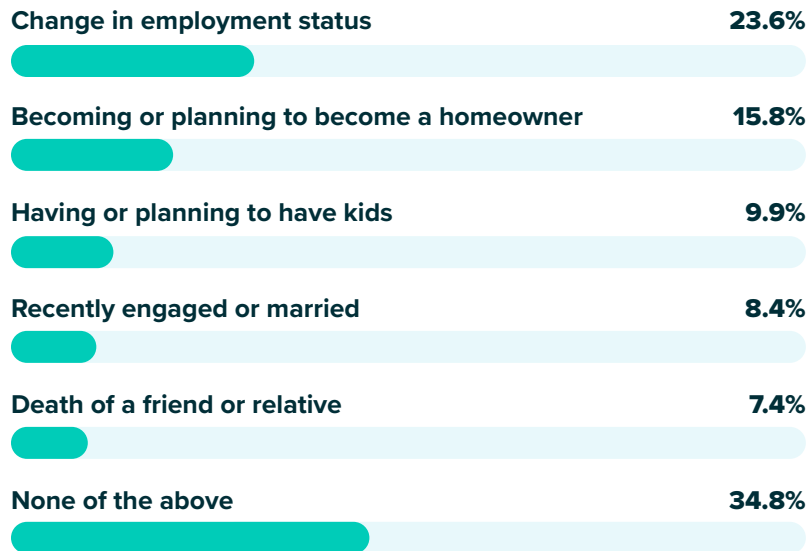 Change in employment status 23.6%
Becoming or planning to become a homeowner 15.8%
Having or planning to have kids 9.9%
Recently engaged or married 8.4%
Death of a friend or relative 7.4%
None of the above 34.8%